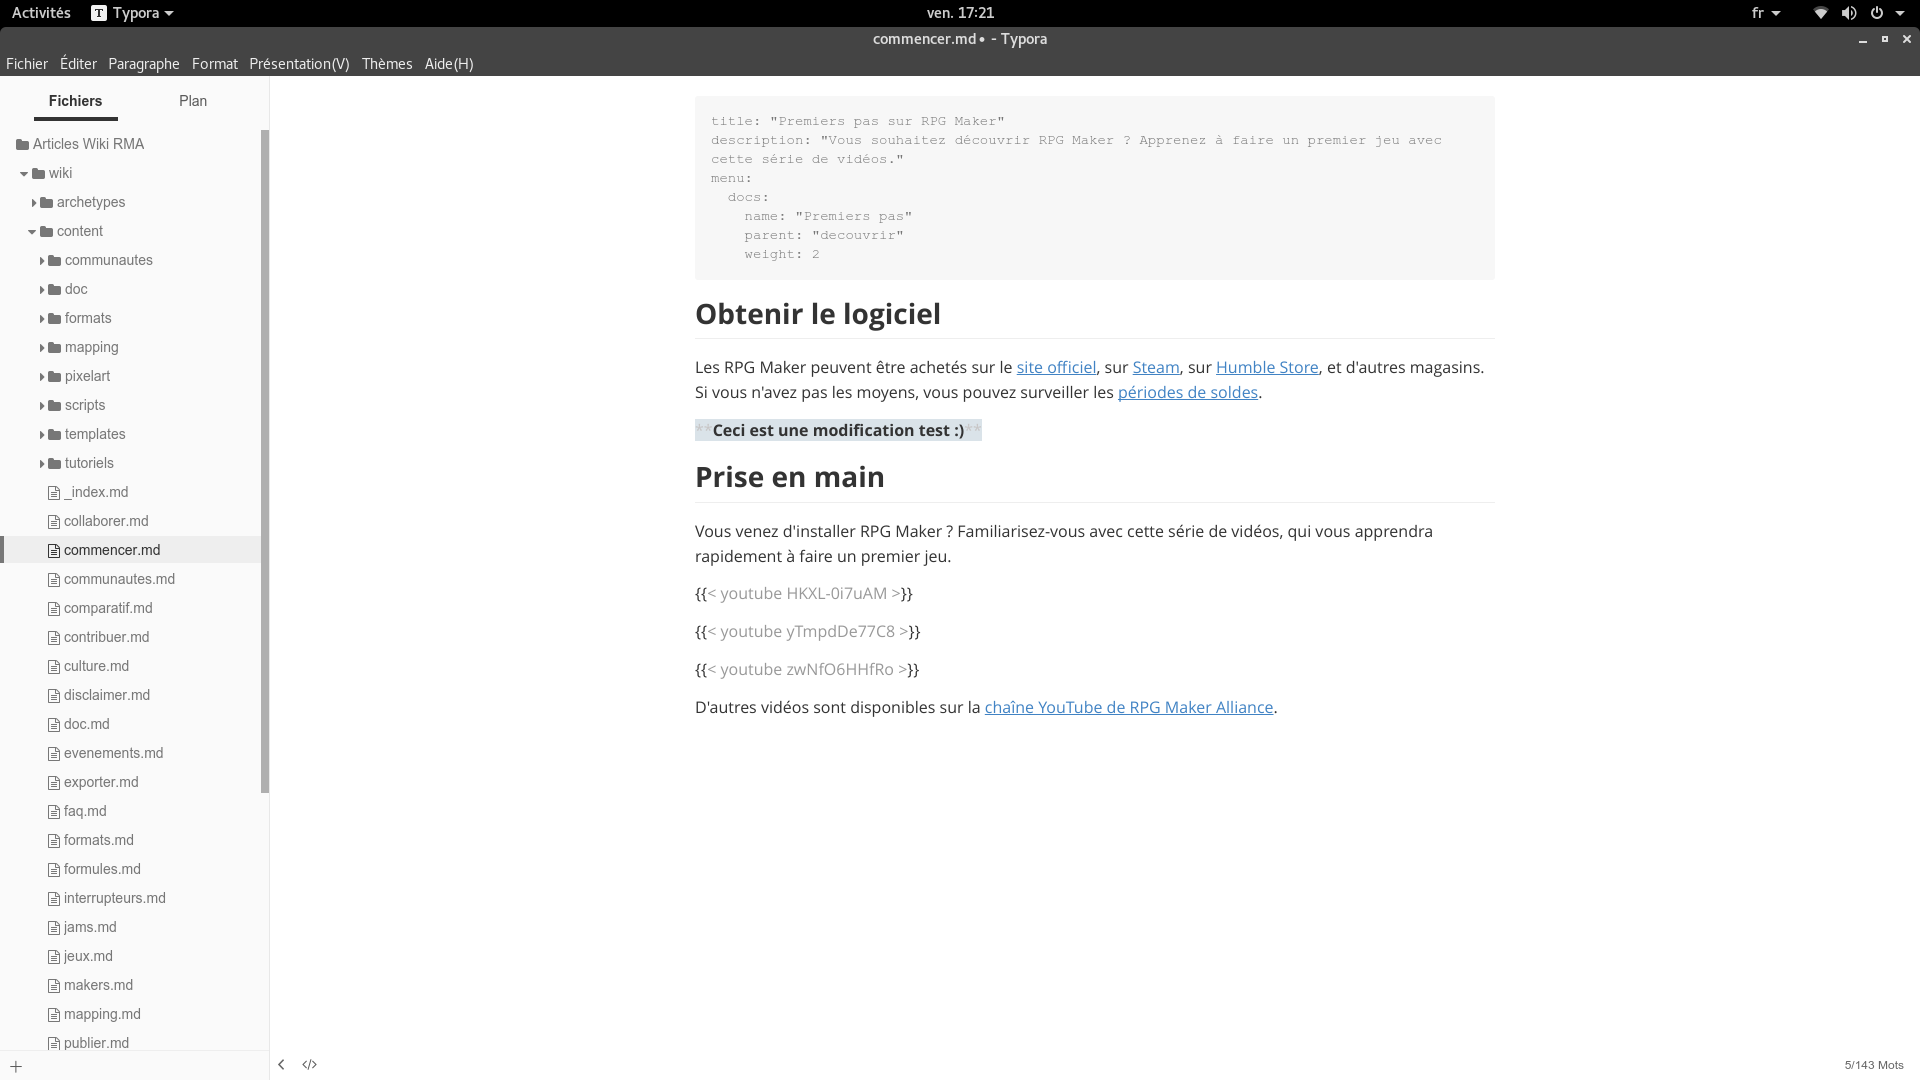 Activités
T Typora
ven. 17:21
fr
commencer.md• - Typora
Fichier Éditer Paragraphe Format Présentation(V) Thèmes Aide(H)
Fichiers
Plan
Articles Wiki RMA
wiki
archetypes
content
communautes
doc
formats
mapping
pixelart
scripts
templates
tutoriels
_index.md
collaborer.md
commencer.md
communautes.md
comparatif.md
contribuer.md
culture.md
disclaimer.md
doc.md
evenements.md
exporter.md
faq.md
formats.md
formules.md
interrupteurs.md
jams.md
jeux.md
makers.md
mapping.md
publier.md
title: "Premiers pas sur RPG Maker"
description: "Vous souhaitez découvrir RPG Maker ? Apprenez à faire un premier jeu avec
cette série de vidéos."
menu:
docs:
name: "Premiers pas"
parent: "decouvrir"
weight: 2
Obtenir le logiciel
Les RPG Maker peuvent être achetés sur le site officiel, sur Steam, sur Humble Store, et d'autres magasins.
Si vous n'avez pas les moyens, vous pouvez surveiller les périodes de soldes.
**Ceci est une modification test :)**
Prise en main
Vous venez d'installer RPG Maker ? Familiarisez-vous avec cette série de vidéos, qui vous apprendra
rapidement à faire un premier jeu.
{{< youtube HKXL-0i7uAM >}}
{{< youtube yTmpdDe77C8 >}}
{{< youtube zwNfO6HHfRo >}}
D'autres vidéos sont disponibles sur la chaîne YouTube de RPG Maker Alliance.
5/143 Mots